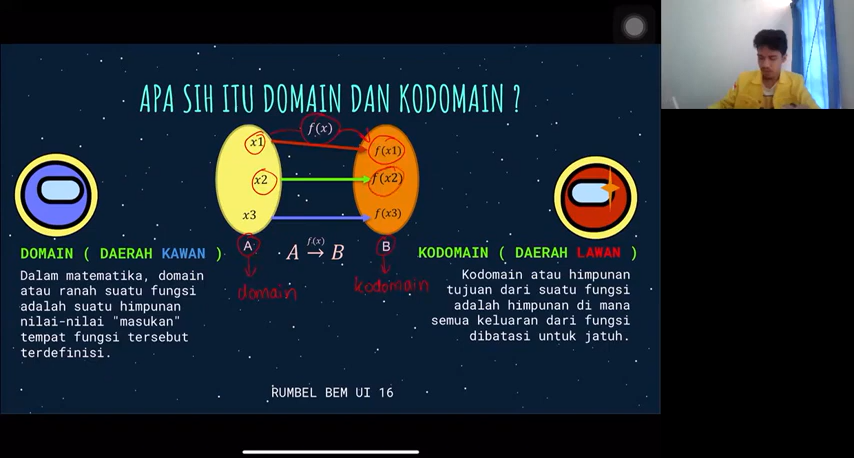 APA SIH ITU DOMAIN DAN KODOMAIN ?
f(x)
x1
f(x1)
x2
f(x2)
x3
f(x3)
A
B
A f(x) → B
domain
kodomain
DOMAIN ( DAERAH KAWAN )
Dalam matematika, domain
atau ranah suatu fungsi
adalah suatu himpunan
nilai-nilai "masukan"
tempat fungsi tersebut
terdefinisi.
KODOMAIN ( DAERAH LAWAN )
Kodomain atau himpunan
tujuan dari suatu fungsi
adalah himpunan di mana
semua keluaran dari fungsi
dibatasi untuk jatuh.
RUMBEL BEM UI 16